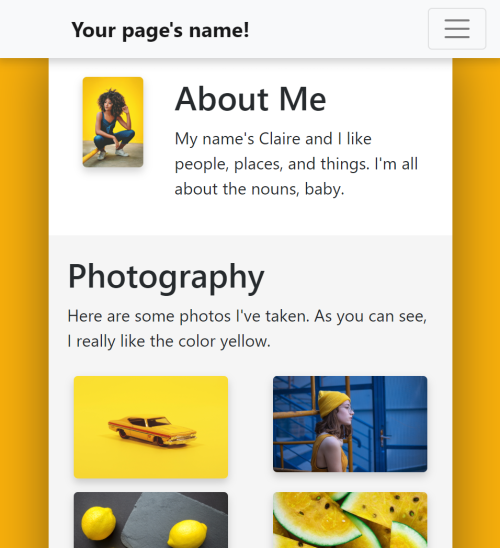 Your page's name!
About Me
My name's Claire and I like
people, places, and things. I'm all
about the nouns, baby.
Photography
Here are some photos I've taken. As you can see,
I really like the color yellow.